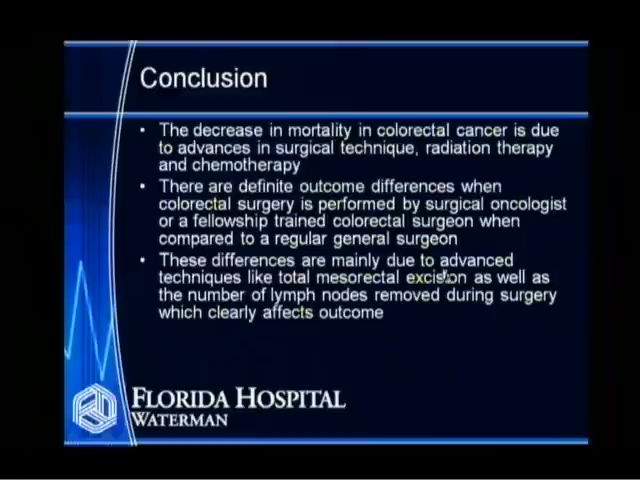 Conclusion
• The decrease in mortality in colorectal cancer is due
to advances in surgical technique, radiation therapy
and chemotherapy
• There are definite outcome differences when
colorectal surgery is performed by surgical oncologist
or a fellowship trained colorectal surgeon when
compared to a regular general surgeon
• These differences are mainly due to advanced
techniques like total mesorectal excision as well as
the number of lymph nodes removed during surgery
which clearly affects outcome
FLORIDA HOSPITAL
WATERMAN